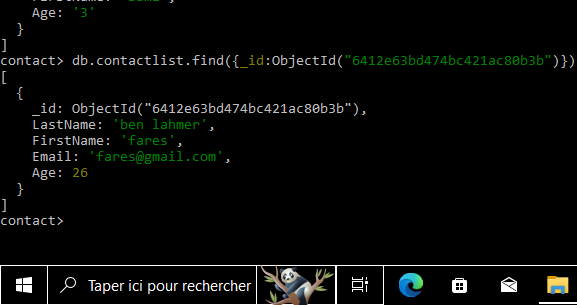 Age: '3'
}
]
contact> db.contactlist.find({_id:ObjectId("6412e63bd474bc421ac80b3b")})
[
{
_id: ObjectId("6412e63bd474bc421ac80b3b"),
LastName: 'ben lahmer',
FirstName: 'fares',
Email: 'fares@gmail.com',
Age: 26
}
]
contact>
Taper ici pour rechercher